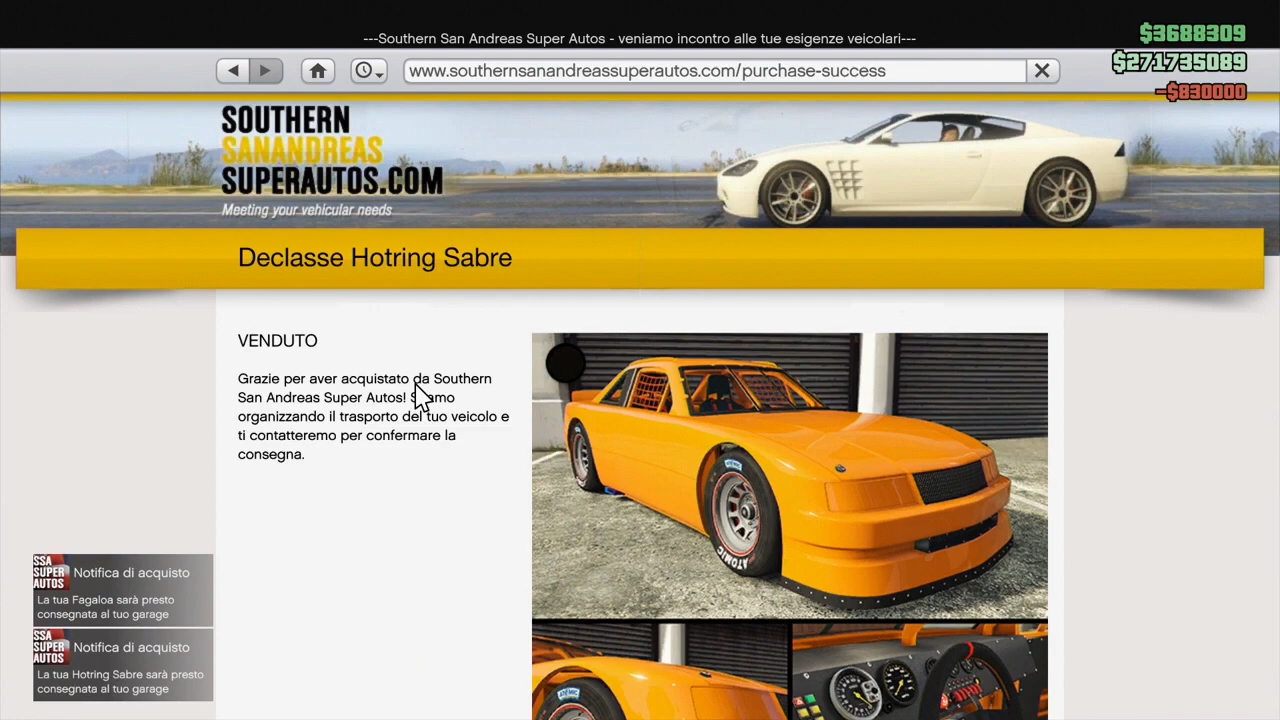 ---Southern San Andreas Super Autos - veniamo incontro alle tue esigenze veicolari---
$3688309
$271735089
-$830000
www.southernsanandreassuperautos.com/purchase-success
SOUTHERN
SANANDREAS
SUPERAUTOS.COM
Meeting your vehicular needs
Declasse Hotring Sabre
VENDUTO
Grazie per aver acquistato da Southern
San Andreas Super Autos! Stiamo
organizzando il trasporto del tuo veicolo e
ti contatteremo per confermare la
consegna.
ATOMIC
ATOMIC
ATOMIC
SSA
SUPER
AUTOS
Notifica di acquisto
La tua Fagaloa sarà presto
consegnata al tuo garage
SSA
SUPER
AUTOS
Notifica di acquisto
La tua Hotring Sabre sarà presto
consegnata al tuo garage
ATOMIC